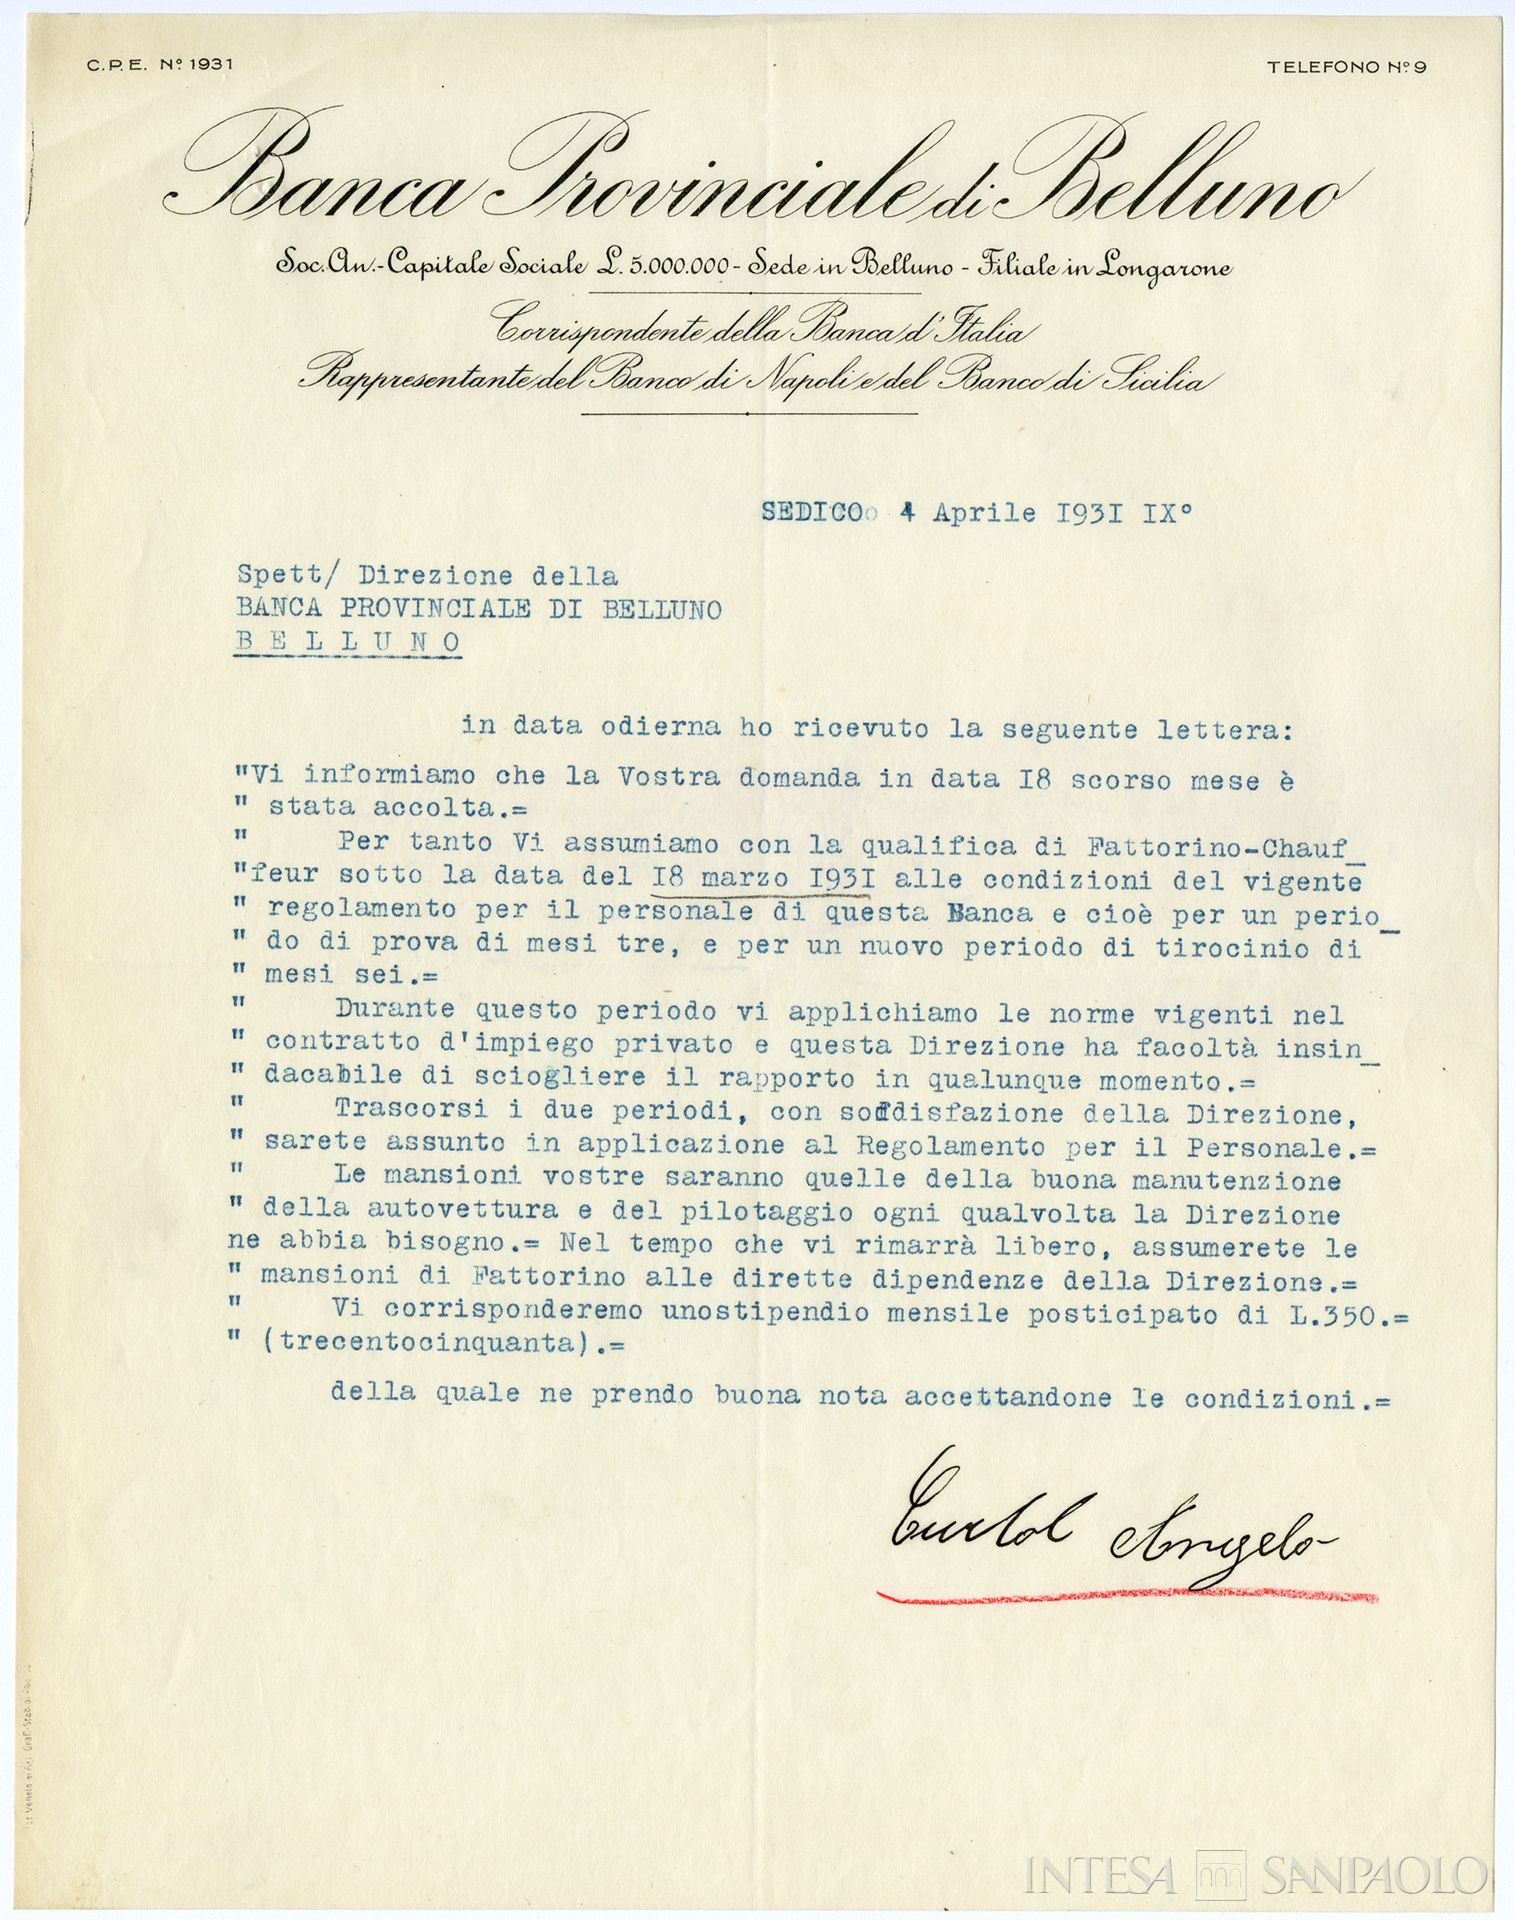 C.P.E. Nº 1931
TELEFONO Nº 9
Banca Provinciale di Belluno
Soc. An. - Capitale Sociale L. 5.000.000 - Sede in Belluno - Filiale in Longarone
Corrispondente della Banca d'Italia
Rappresentante del Banco di Napoli e del Banco di Sicilia
SEDICO 4 Aprile I93I IX°
Spett/ Direzione della
BANCA PROVINCIALE DI BELLUNO
B E L L U N O
in data odierna ho ricevuto la seguente lettera:
"Vi informiamo che la Vostra domanda in data I8 scorso mese è
" stata accolta.=
" Per tanto Vi assumiamo con la qualifica di Fattorino-Chauf_
"feur sotto la data del I8 marzo I93I alle condizioni del vigente
" regolamento per il personale di questa Banca e cioè per un perio_
" do di prova di mesi tre, e per un nuovo periodo di tirocinio di
" mesi sei.=
" Durante questo periodo vi applichiamo le norme vigenti nel
" contratto d'impiego privato e questa Direzione ha facoltà insin_
" dacabile di sciogliere il rapporto in qualunque momento.=
" Trascorsi i due periodi, con soddisfazione della Direzione,
" sarete assunto in applicazione al Regolamento per il Personale.=
" Le mansioni vostre saranno quelle della buona manutenzione
" della autovettura e del pilotaggio ogni qualvolta la Direzione
ne abbia bisogno.= Nel tempo che vi rimarrà libero, assumerete le
" mansioni di Fattorino alle dirette dipendenze della Direzione.=
" Vi corrisponderemo unostipendio mensile posticipato di L.350.=
" (trecentocinquanta).=
della quale ne prendo buona nota accettandone le condizioni.=
Curtol Angelo
INTESA SANPAOLO